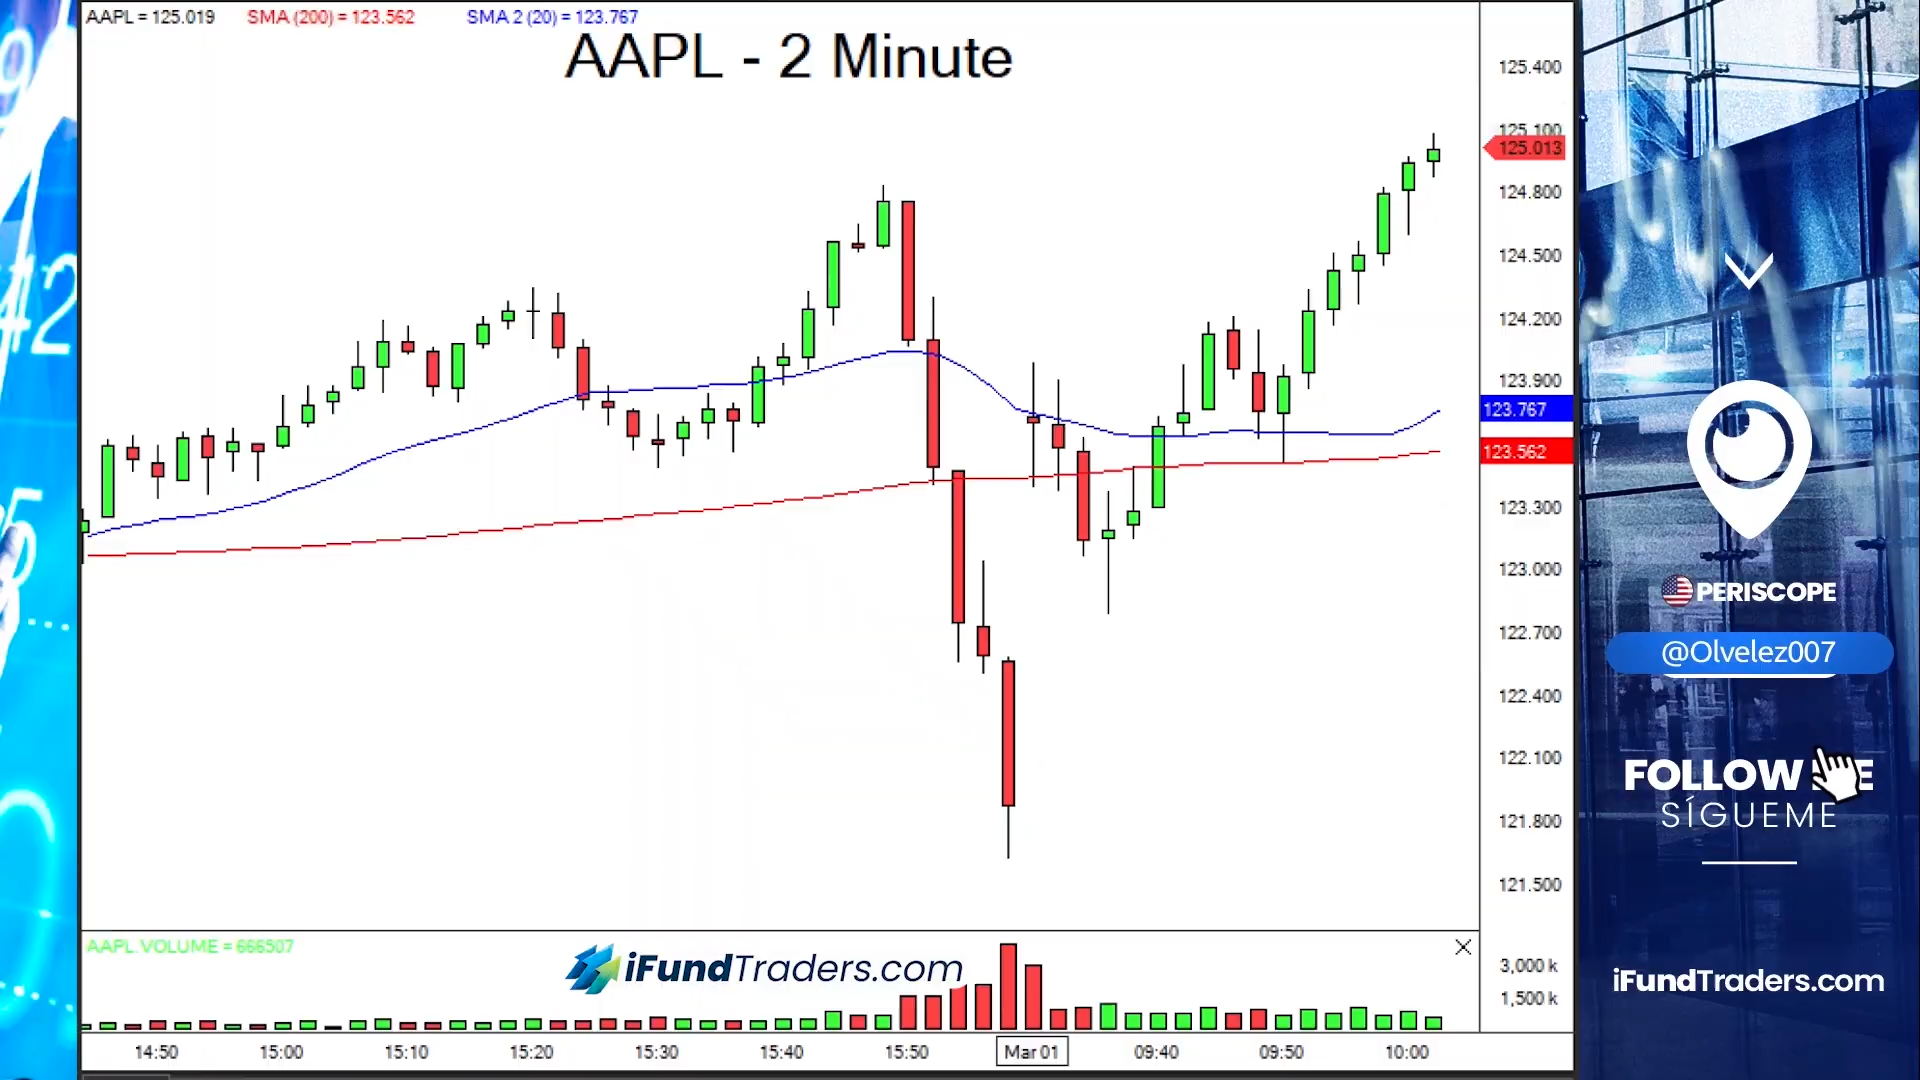 AAPL = 125.019 SMA (200) = 123.562 SMA 2 (20) = 123.767
AAPL - 2 Minute
125.400
125.100
125.013
124.800
124.500
124.200
123.900
123.767
123.562
123.300
123.000
122.700
122.400
122.100
121.800
121.500
AAPL.VOLUME = 666507
iFundTraders.com
3,000 k
1,500 k
14:50 15:00 15:10 15:20 15:30 15:40 15:50 Mar 01 09:40 09:50 10:00
PERISCOPE
@Olvelez007
FOLLOW
SÍGUEME
iFundTraders.com